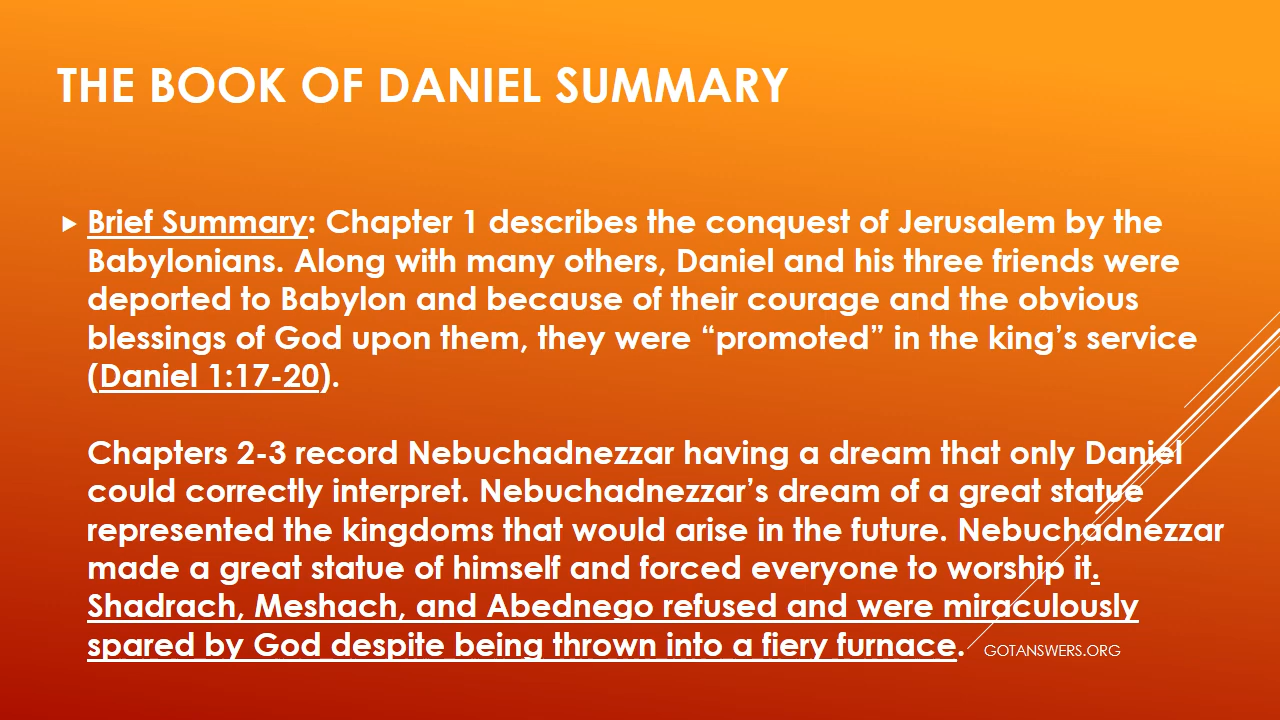 THE BOOK OF DANIEL SUMMARY
Brief Summary: Chapter 1 describes the conquest of Jerusalem by the
Babylonians. Along with many others, Daniel and his three friends were
deported to Babylon and because of their courage and the obvious
blessings of God upon them, they were “promoted” in the king’s service
(Daniel 1:17-20).
Chapters 2-3 record Nebuchadnezzar having a dream that only Daniel
could correctly interpret. Nebuchadnezzar’s dream of a great statue
represented the kingdoms that would arise in the future. Nebuchadnezzar
made a great statue of himself and forced everyone to worship it.
Shadrach, Meshach, and Abednego refused and were miraculously
spared by God despite being thrown into a fiery furnace. GOTANSWERS.ORG